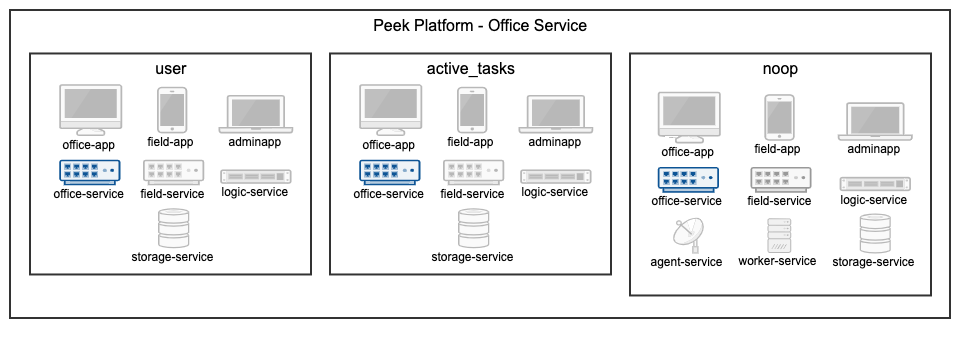 Peek Platform - Office Service
user
office-app
field-app
adminapp
office-service
field-service
logic-service
storage-service
active_tasks
office-app
field-app
adminapp
office-service
field-service
logic-service
storage-service
noop
office-app
field-app
adminapp
office-service
field-service
logic-service
agent-service
worker-service
storage-service